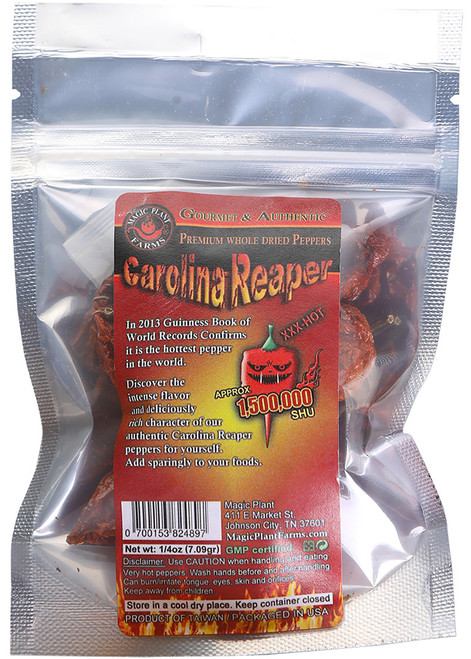 MAGIC PLANT
FARMS
GOURMET & AUTHENTIC
PREMIUM WHOLE DRIED PEPPERS
Carolina Reaper
In 2013 Guinness Book of
World Records Confirms
it is the hottest pepper
in the world.
XXX-HOT
Discover the
intense flavor
and deliciously
rich character of our
authentic Carolina Reaper
peppers for yourself.
Add sparingly to your foods.
APPROX
1,500,000
SHU
0 700153 824897
Magic Plant
411 E Market St.
Johnson City, TN 37601
MagicPlantFarms.com
Net wt: 1/4oz (7.09gr)
GMP certified
Disclaimer: Use CAUTION when handling and eating
Very hot peppers. Wash hands before and after handling
Can burn/irritate tongue, eyes, skin and orifices.
Keep away from children.
Store in a cool dry place. Keep container closed
PRODUCT OF TAIWAN / PACKAGED IN USA